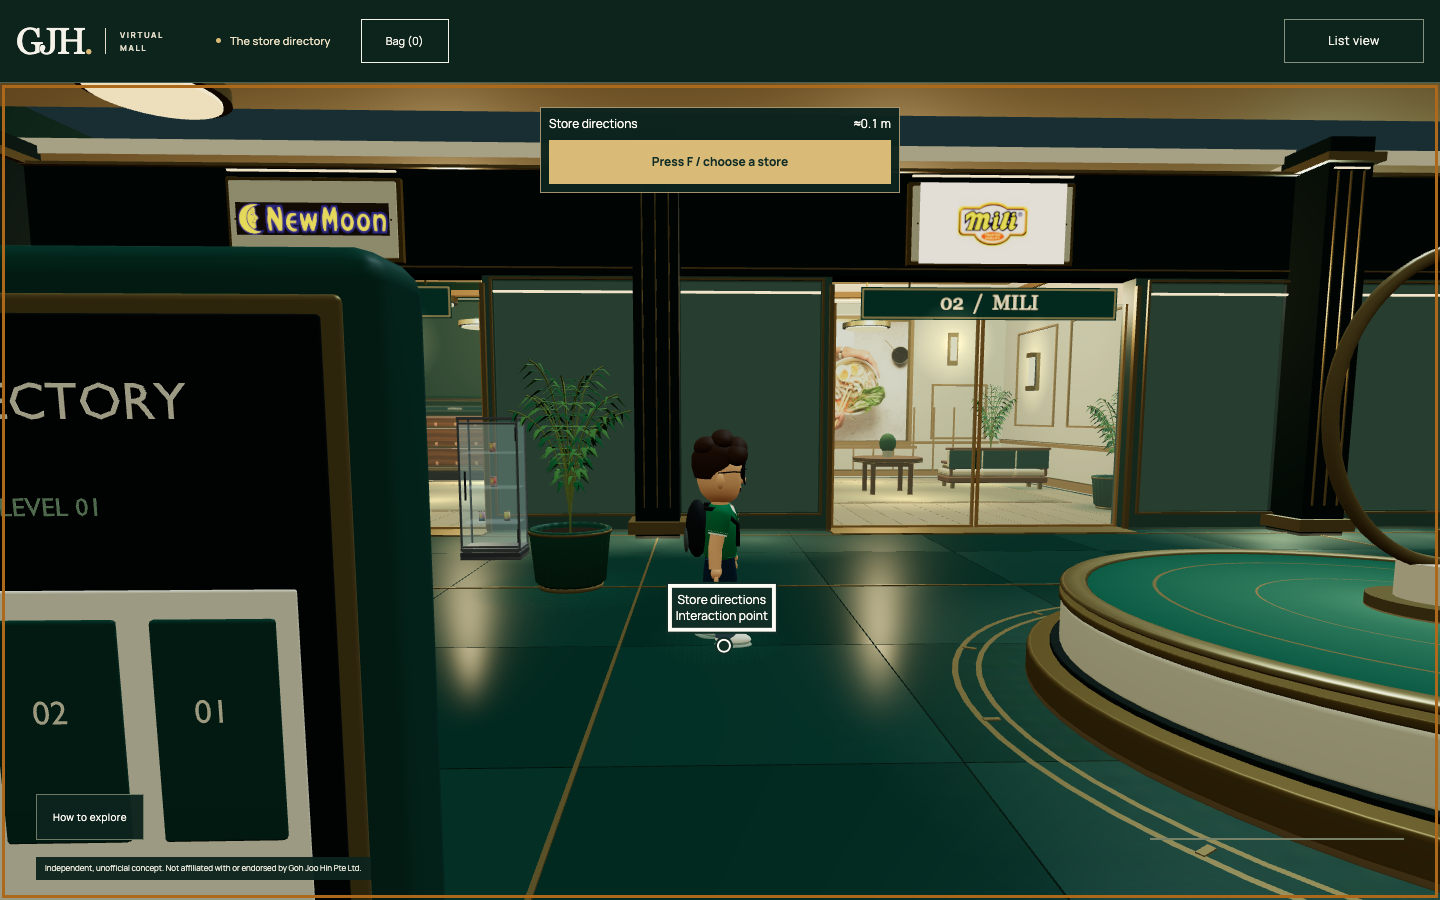 GJH.
VIRTUAL
MALL
The store directory
Bag (0)
List view
Store directions
≈0.1 m
Press F / choose a store
NewMoon
Mili
02 / MILI
ECTORY
LEVEL 01
02
01
Store directions
Interaction point
How to explore
Independent, unofficial concept. Not affiliated with or endorsed by Goh Joo Hin Pte Ltd.